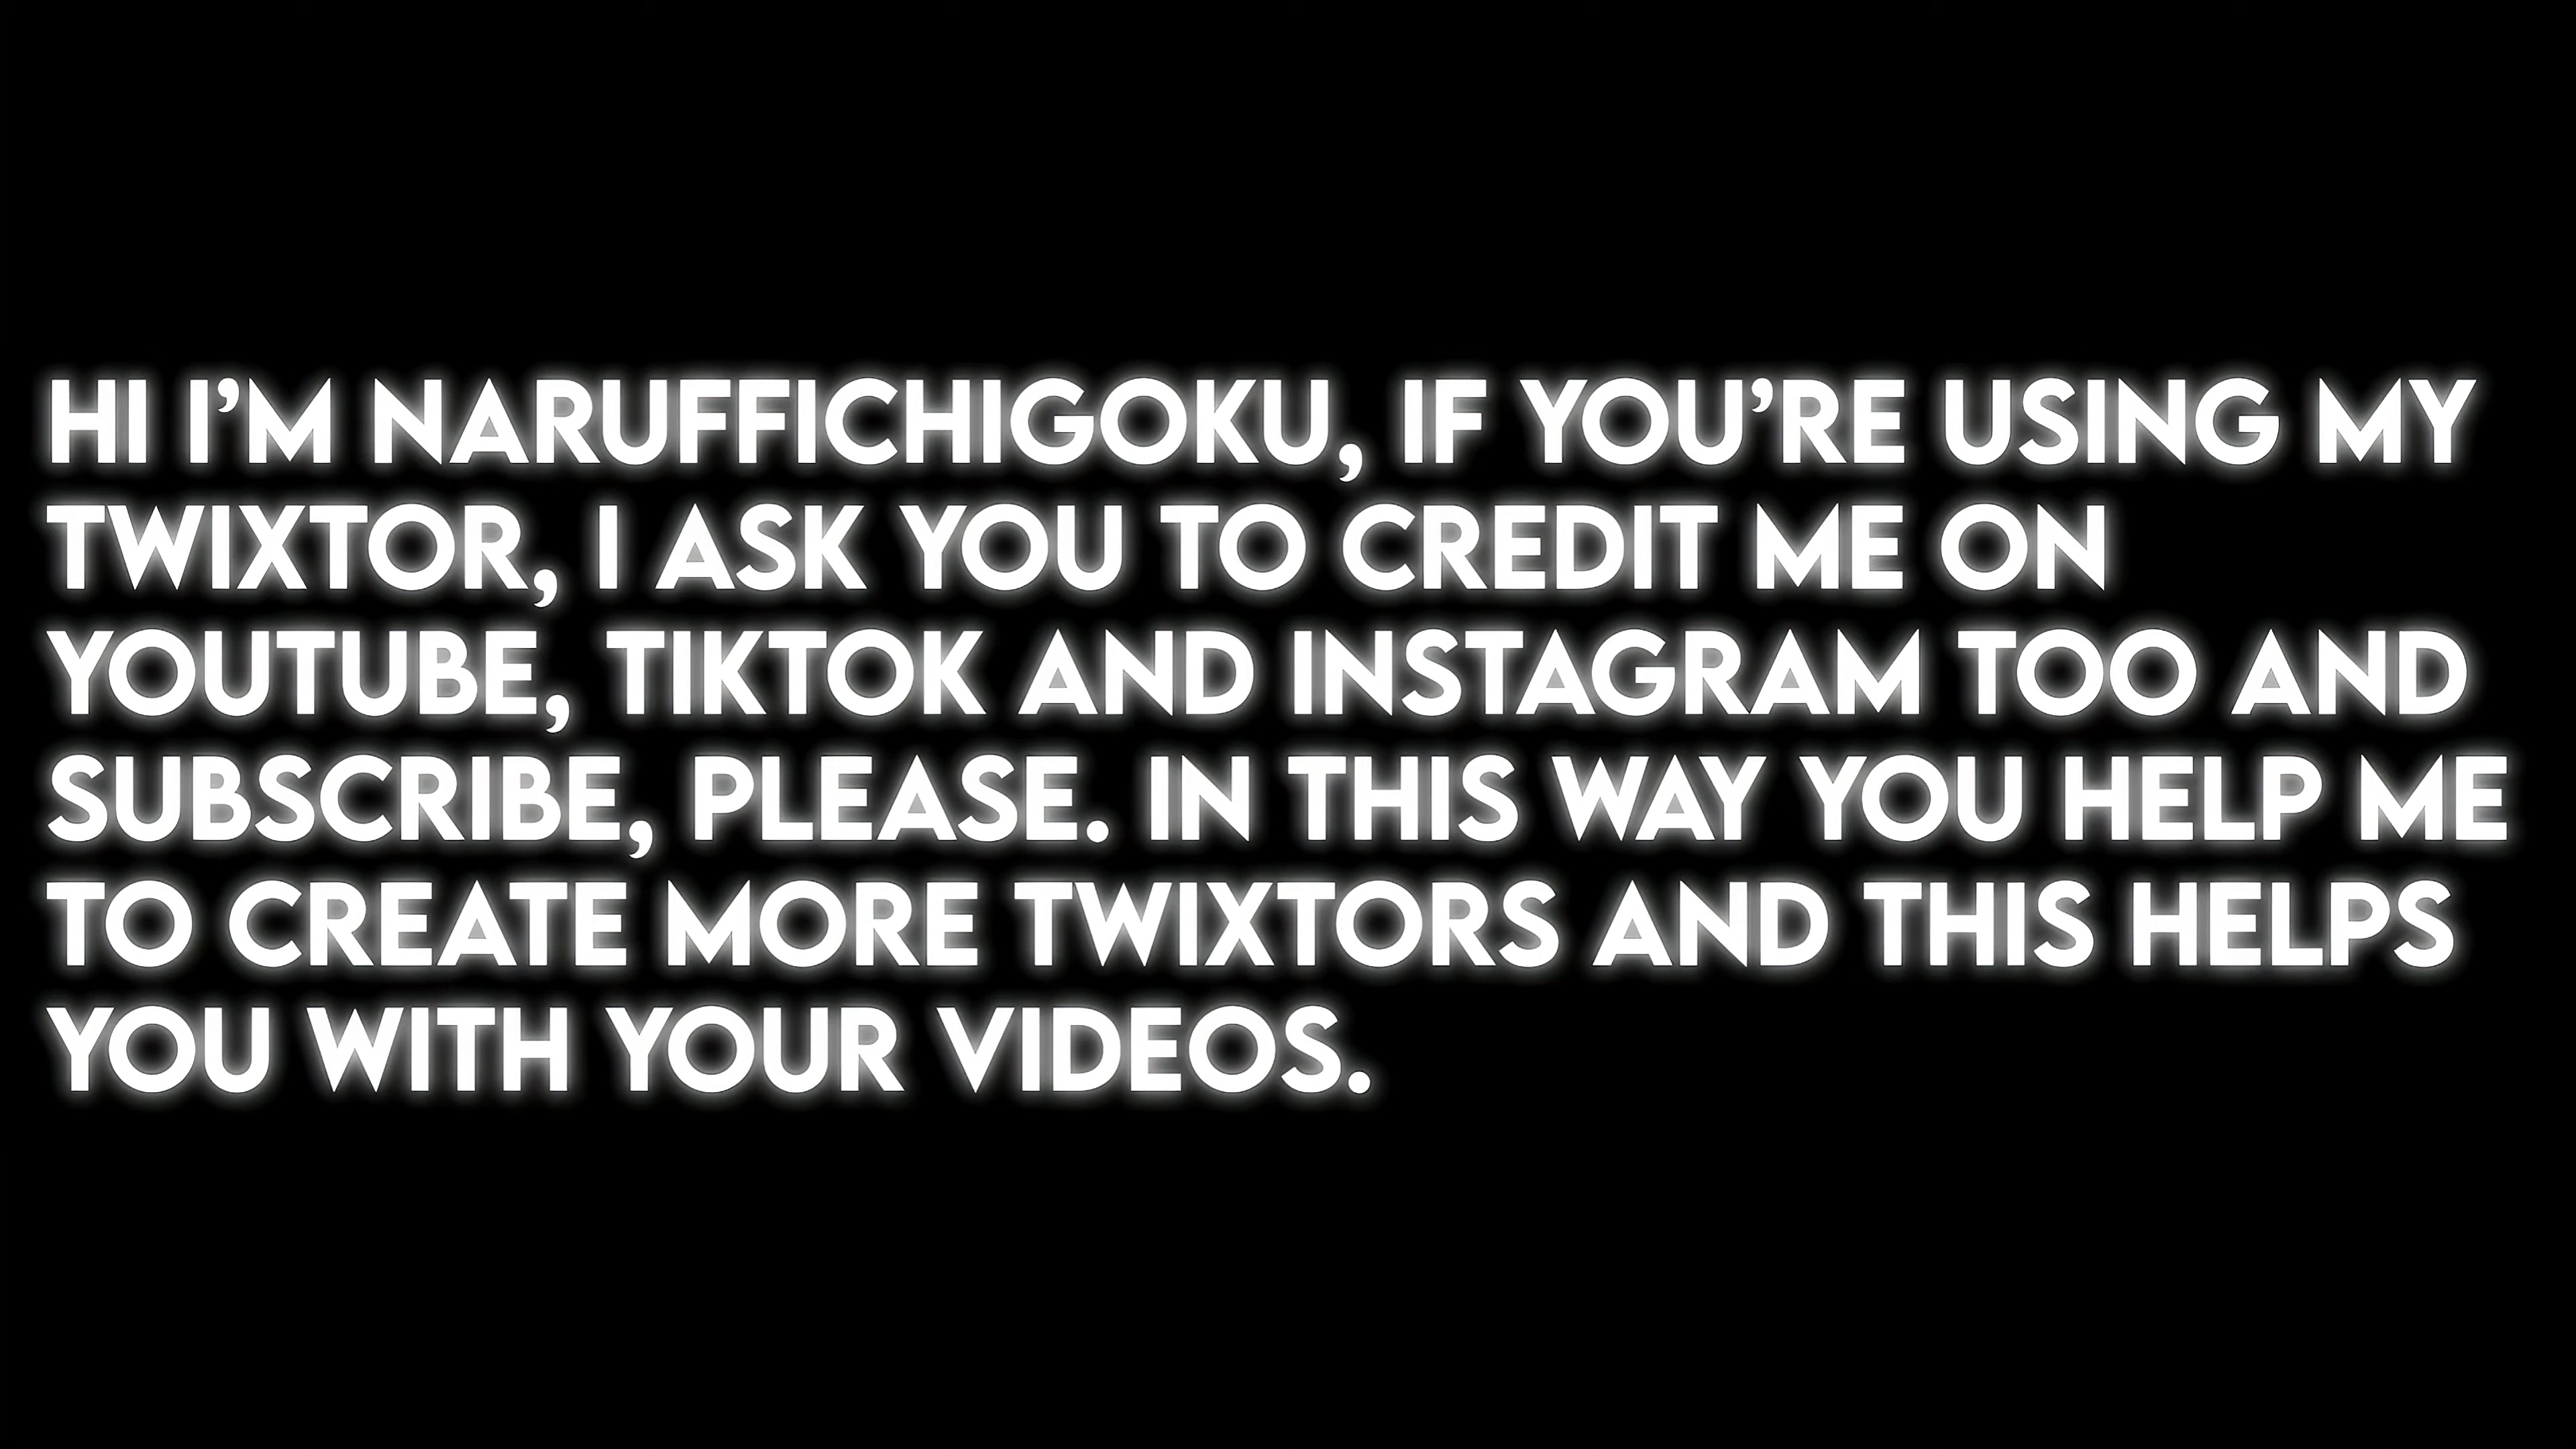 HI I’M NARUFFICHIGOKU, IF YOU’RE USING MY
TWIXTOR, I ASK YOU TO CREDIT ME ON
YOUTUBE, TIKTOK AND INSTAGRAM TOO AND
SUBSCRIBE, PLEASE. IN THIS WAY YOU HELP ME
TO CREATE MORE TWIXTORS AND THIS HELPS
YOU WITH YOUR VIDEOS.